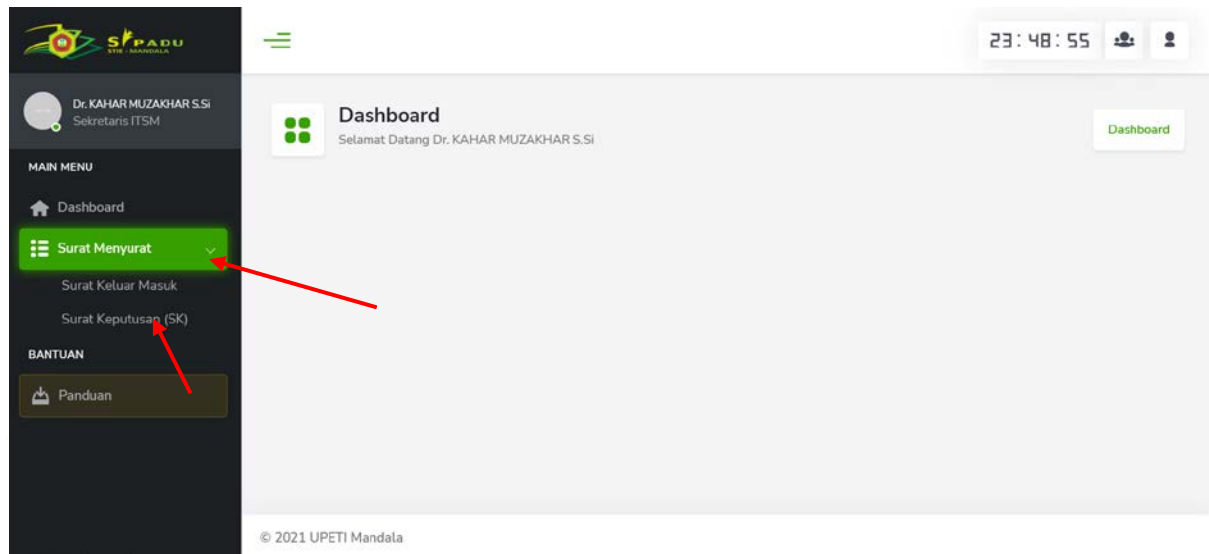 SIPADU
STIE - MANDALA
23:48:55
Dr. KAHAR MUZAKHAR S.Si
Sekretaris ITSM
Dashboard
Selamat Datang Dr. KAHAR MUZAKHAR S.Si
Dashboard
MAIN MENU
Dashboard
Surat Menyurat
Surat Keluar Masuk
Surat Keputusan (SK)
BANTUAN
Panduan
© 2021 UPETI Mandala